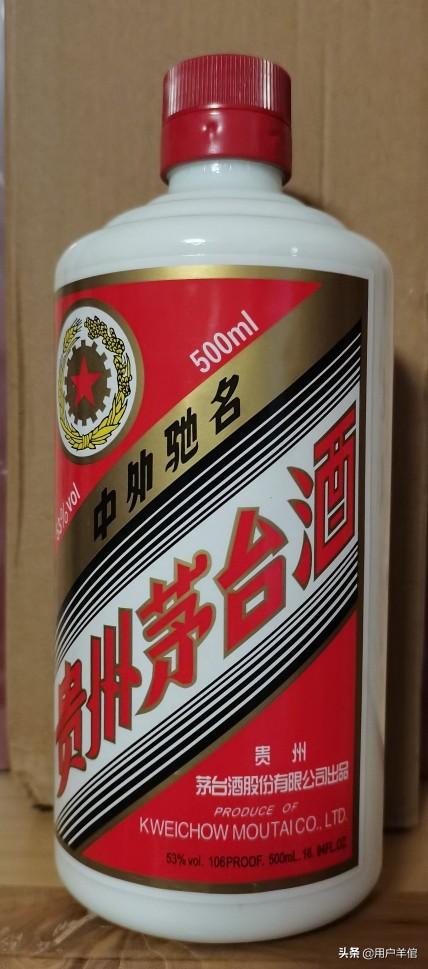 500ml
53%vol
中外驰名
贵州茅台酒
贵州
茅台酒股份有限公司出品
PRODUCE OF
KWEICHOW MOUTAI CO., LTD.
53% vol. 106PROOF. 500mL. 16. 94FL.OZ.
头条 @用户羊倌